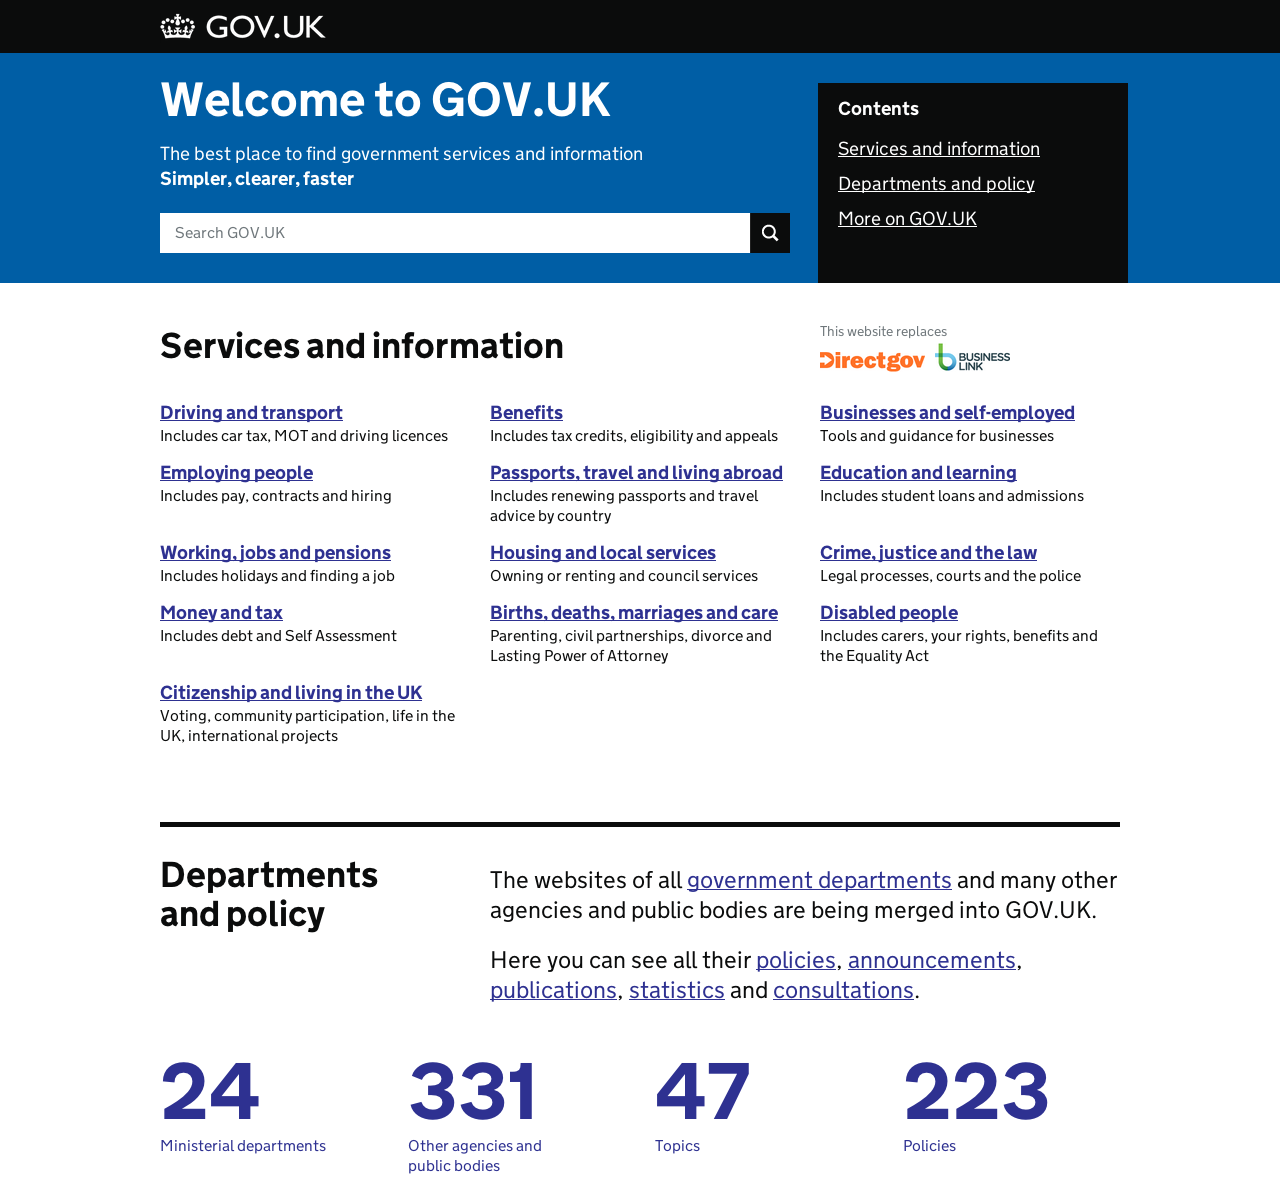 GOV.UK
Welcome to GOV.UK
The best place to find government services and information
Simpler, clearer, faster
Search GOV.UK
Contents
Services and information
Departments and policy
More on GOV.UK
Services and information
This website replaces
Directgov
BUSINESS
LINK
Driving and transport
Includes car tax, MOT and driving licences
Benefits
Includes tax credits, eligibility and appeals
Businesses and self-employed
Tools and guidance for businesses
Employing people
Includes pay, contracts and hiring
Passports, travel and living abroad
Includes renewing passports and travel
advice by country
Education and learning
Includes student loans and admissions
Working, jobs and pensions
Includes holidays and finding a job
Housing and local services
Owning or renting and council services
Crime, justice and the law
Legal processes, courts and the police
Money and tax
Includes debt and Self Assessment
Births, deaths, marriages and care
Parenting, civil partnerships, divorce and
Lasting Power of Attorney
Disabled people
Includes carers, your rights, benefits and
the Equality Act
Citizenship and living in the UK
Voting, community participation, life in the
UK, international projects
Departments
and policy
The websites of all government departments and many other
agencies and public bodies are being merged into GOV.UK.
Here you can see all their policies, announcements,
publications, statistics and consultations.
24
Ministerial departments
331
Other agencies and
public bodies
47
Topics
223
Policies